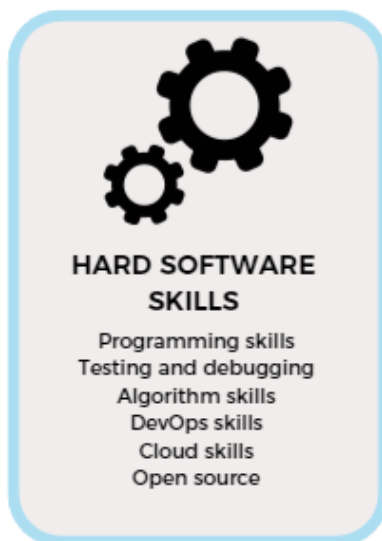 HARD SOFTWARE
SKILLS
Programming skills
Testing and debugging
Algorithm skills
DevOps skills
Cloud skills
Open source